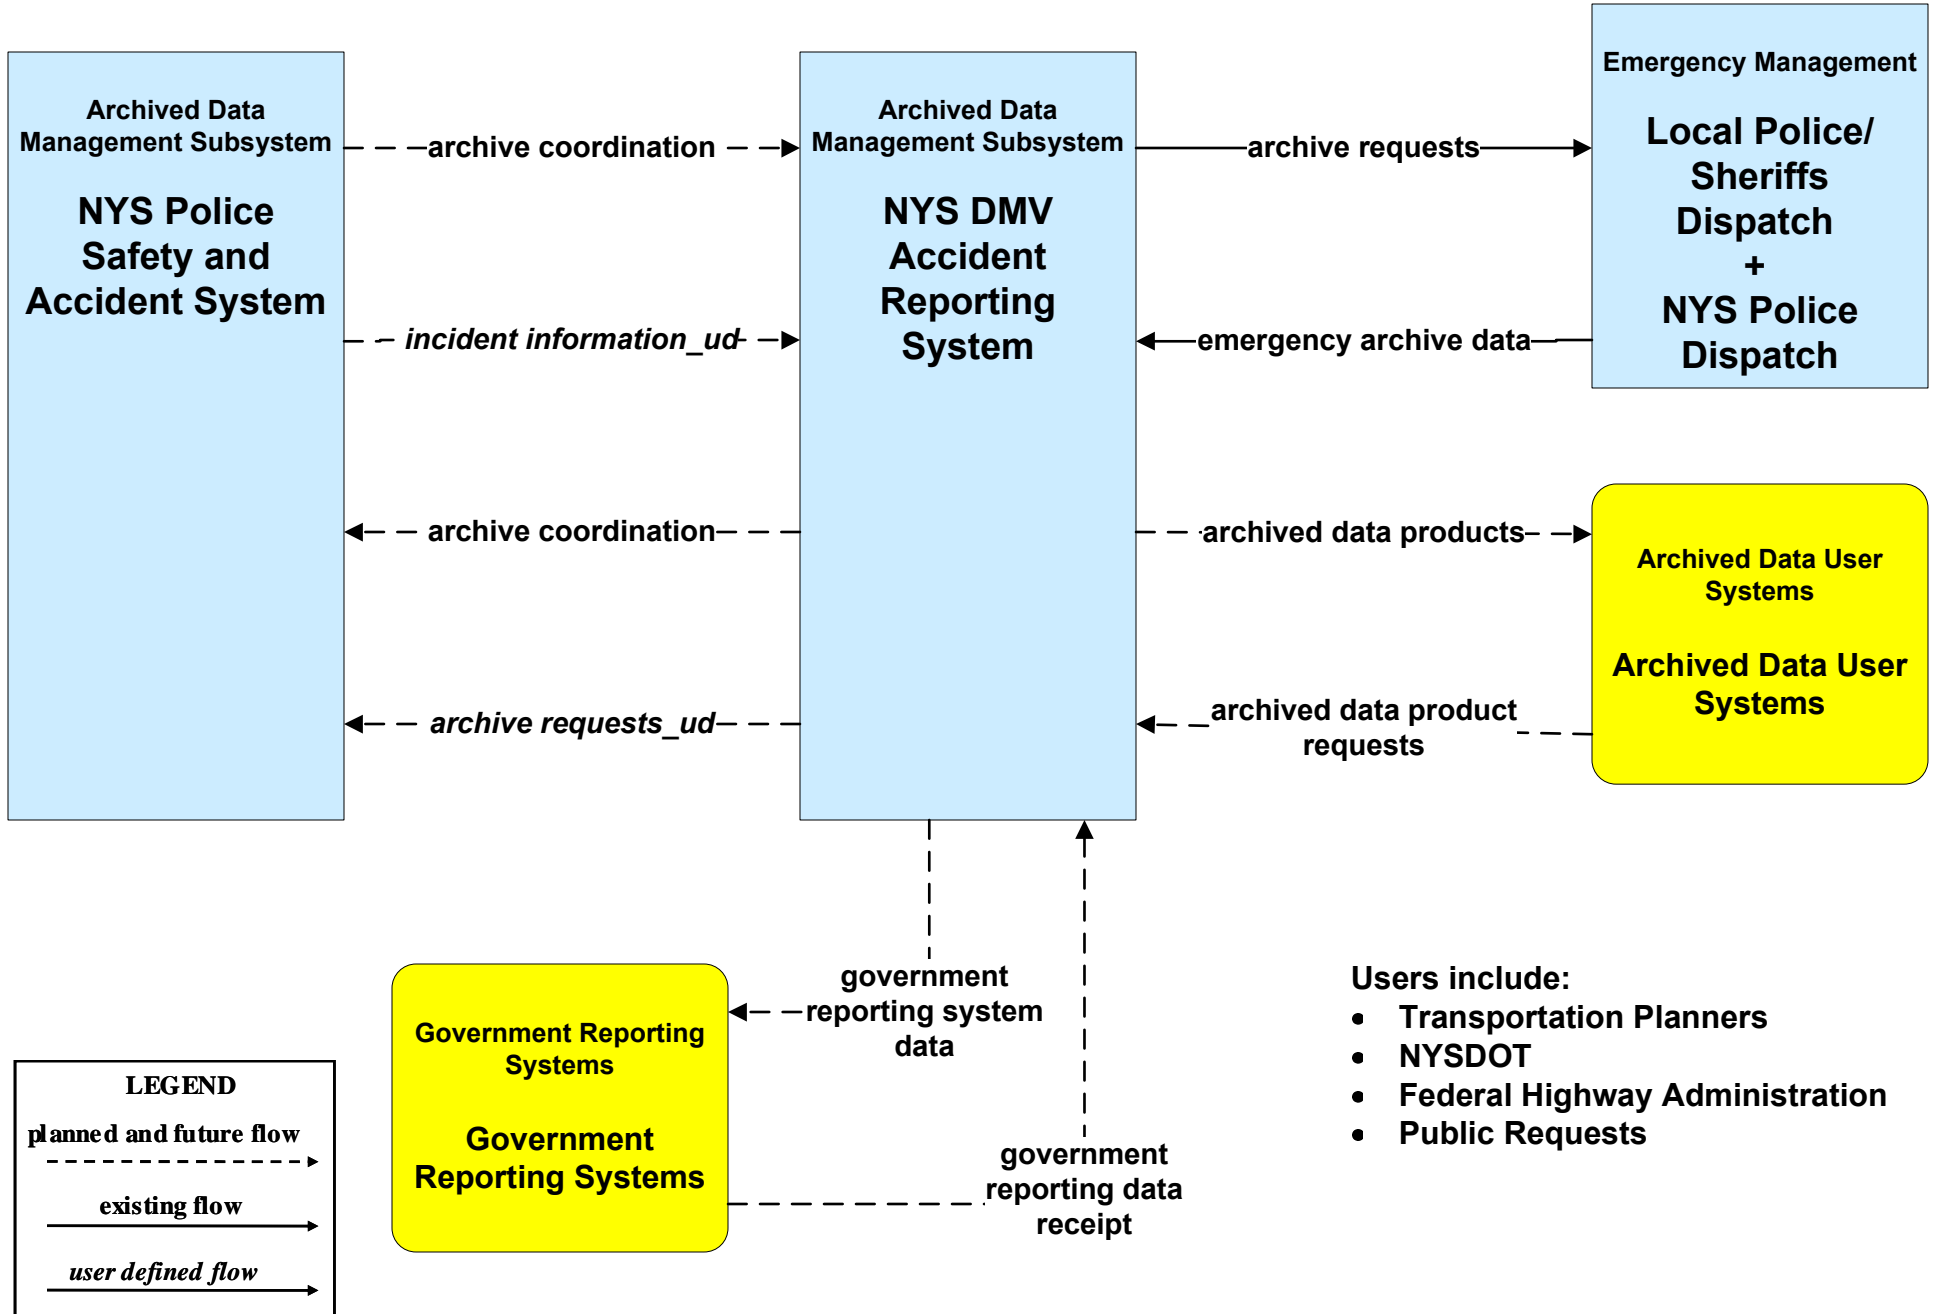 Archived Data
Management Subsystem
NYS Police
Safety and
Accident System
archive coordination
incident information_ud
archive coordination
archive requests_ud
Archived Data
Management Subsystem
NYS DMV
Accident
Reporting
System
archive requests
emergency archive data
archived data products
archived data product
requests
Emergency Management
Local Police/
Sheriffs
Dispatch
+
NYS Police
Dispatch
Archived Data User
Systems
Archived Data User
Systems
government
reporting system
data
Government Reporting
Systems
Government
Reporting Systems
government
reporting data
receipt
Users include:
• Transportation Planners
• NYSDOT
• Federal Highway Administration
• Public Requests
LEGEND
planned and future flow
existing flow
user defined flow